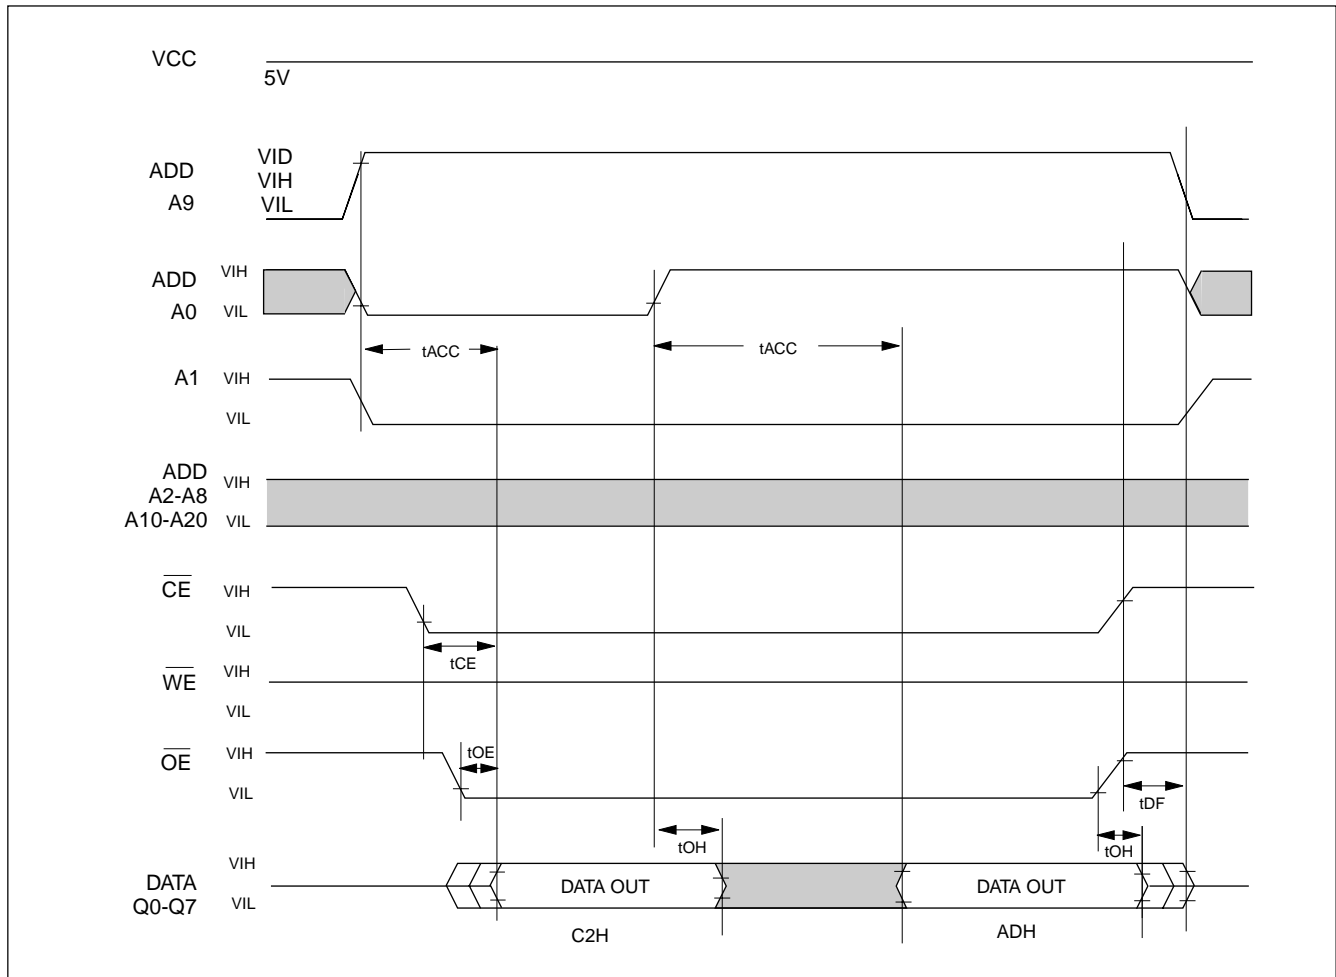 VCC
5V
ADD
A9
VID
VIH
VIL
ADD
A0
VIH
VIL
tACC
tACC
A1
VIH
VIL
ADD
A2-A8
A10-A20
VIH
VIL
CE
VIH
VIL
tCE
WE
VIH
VIL
OE
VIH
VIL
tOE
tDF
tOH
tOH
DATA
Q0-Q7
VIH
VIL
DATA OUT
DATA OUT
C2H
ADH